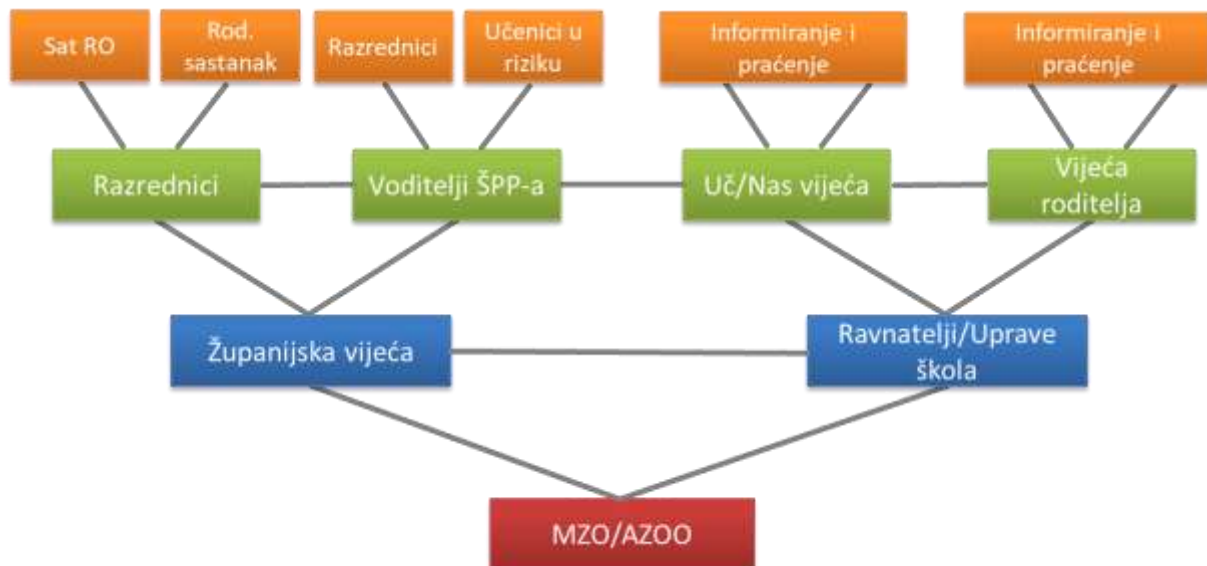 Sat RO
Rod.
sastanak
Razrednici
Učenici u
riziku
Informiranje i
praćenje
Informiranje i
praćenje
Razrednici
Voditelji ŠPP-a
Uč/Nas vijeća
Vijeća
roditelja
Županijska vijeća
Ravnatelji/Uprave
škola
MZO/AZOO